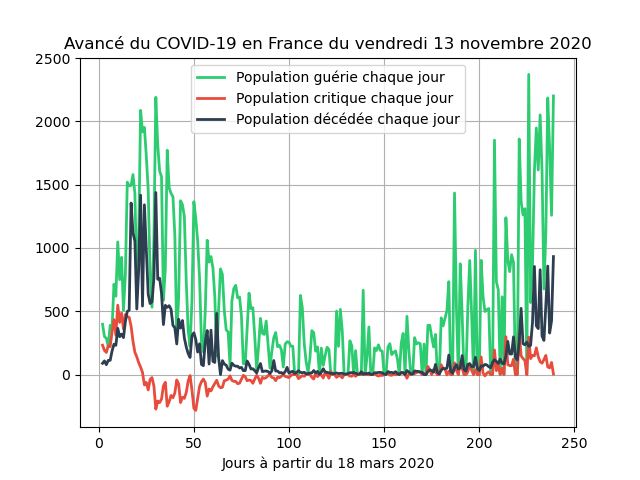 Avancé du COVID-19 en France du vendredi 13 novembre 2020
2500
2000
1500
1000
500
0
Population guérie chaque jour
Population critique chaque jour
Population décédée chaque jour
0 50 100 150 200 250
Jours à partir du 18 mars 2020